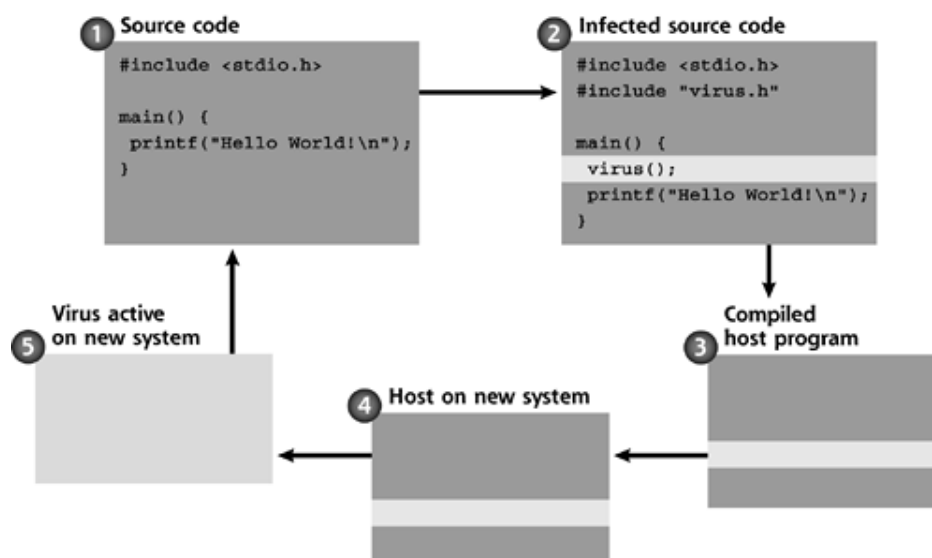 1 Source code
#include <stdio.h>
main() {
printf("Hello World!\n");
}
2 Infected source code
#include <stdio.h>
#include "virus.h"
main() {
virus();
printf("Hello World!\n");
}
3 Compiled
host program
4 Host on new system
5 Virus active
on new system